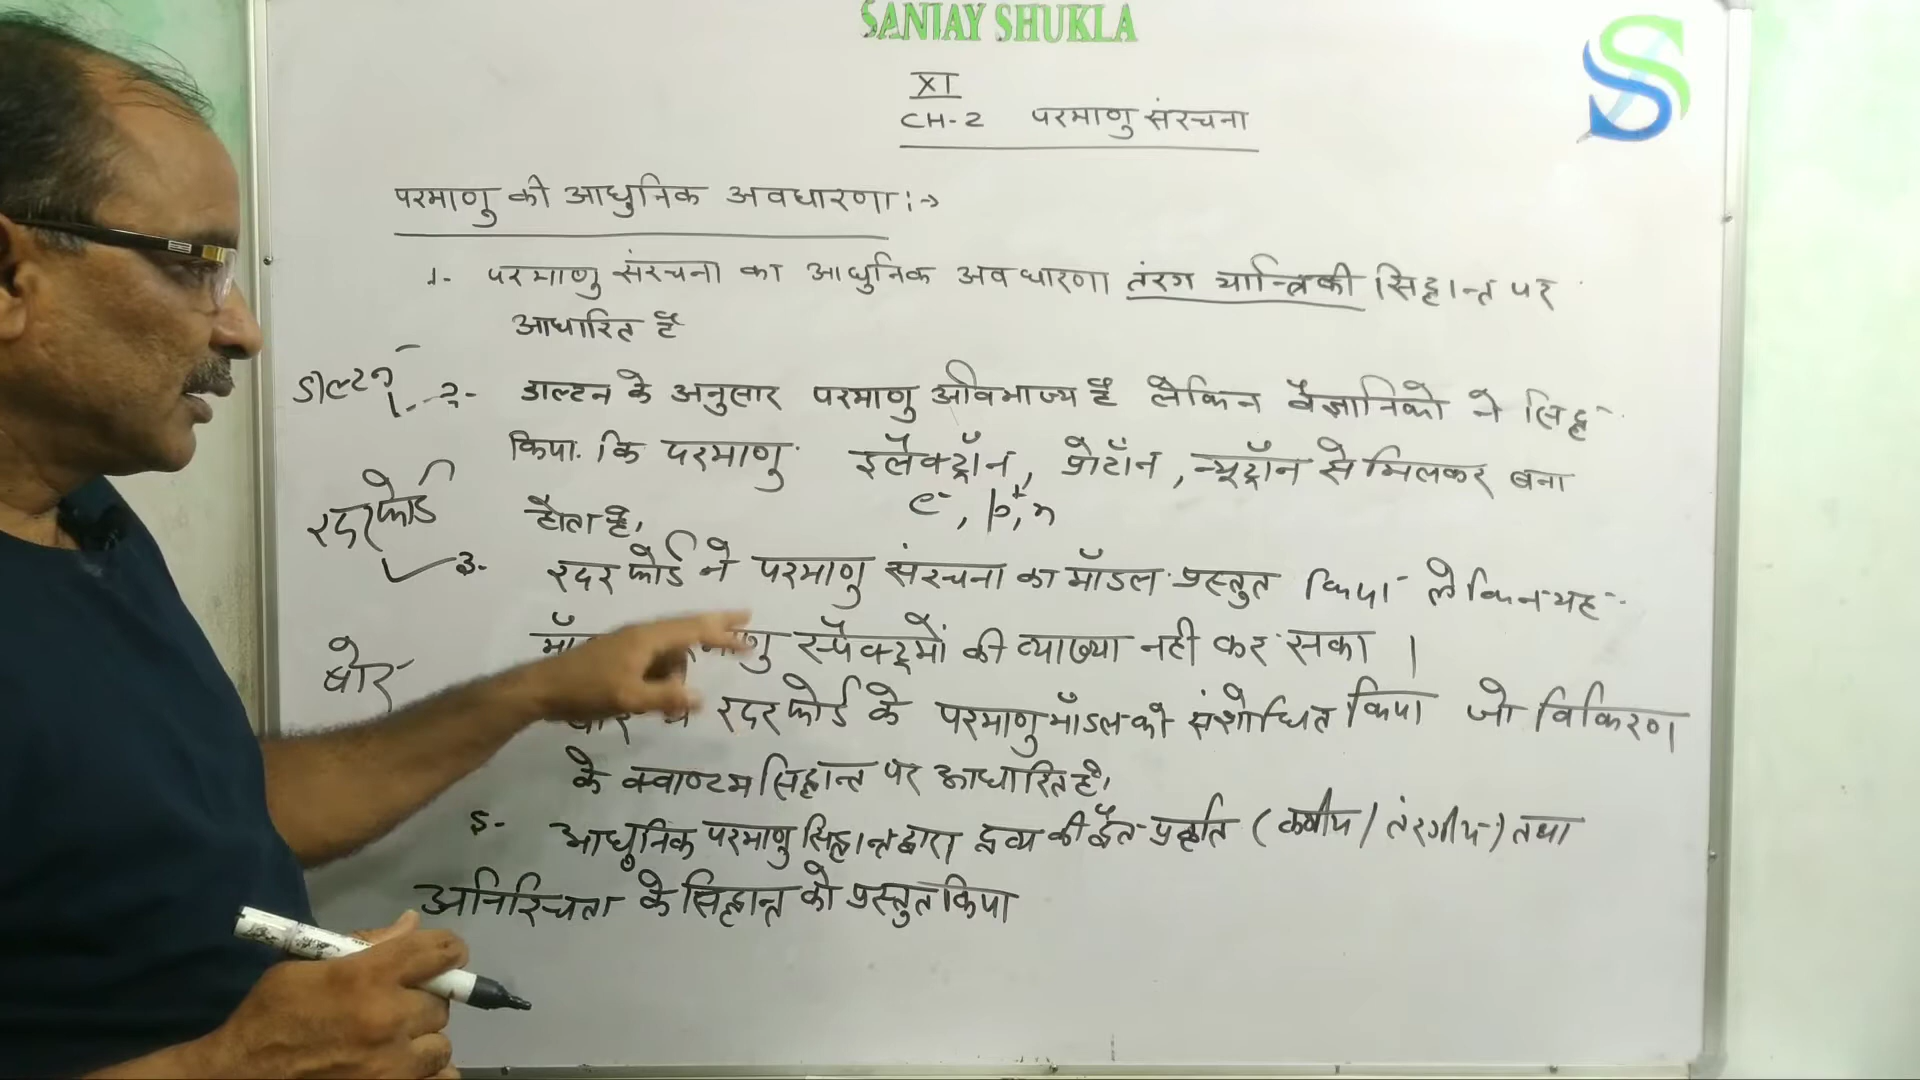 SANJAY SHUKLA
XI
CH-2 परमाणु संरचना
परमाणु की आधुनिक अवधारणा :→
1- परमाणु संरचना का आधुनिक अवधारणा तंरग यान्त्रिकी सिद्धान्त पर
आधारित है
डाल्टन
2- डाल्टन के अनुसार परमाणु अविभाज्य है लेकिन वैज्ञानिको ने सिद्ध
किया कि परमाणु इलैक्ट्रॉन, प्रोटॉन, न्यूट्रॉन से मिलकर बना
e⁻, p⁺, n
रदरफोर्ड
होता है।
3- रदरफोर्ड ने परमाणु संरचना का मॉडल प्रस्तुत किया लेकिन यह
स्पैक्ट्रमों की व्याख्या नही कर सका |
बोर
रदरफोर्ड के परमाणु मॉडल को संशोधित किया जो विकिरण
के क्वाण्टम सिद्धान्त पर आधारित है।
5- आधुनिक परमाणु सिद्धान्त द्वारा द्रव्य की द्वैत प्रकृति (कणीय / तंरगीय) तथा
अनिश्चितता के सिद्धान्त को प्रस्तुत किया